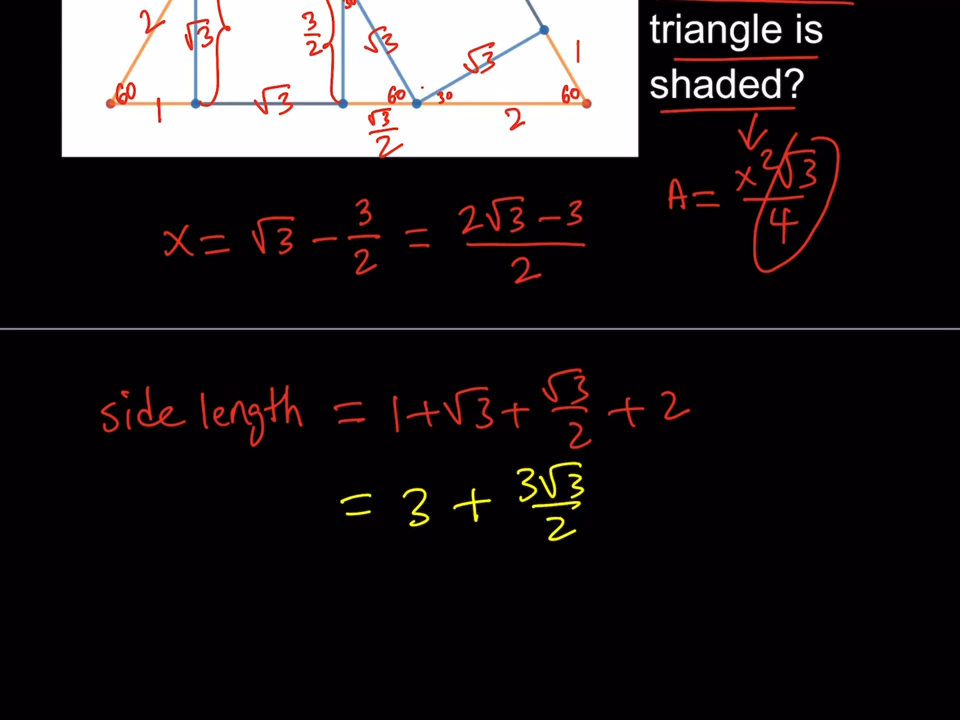 triangle is
shaded?
2 √3 3/2 30 √3 √3 1
60 1 √3 60 √3/2 30 2 60
A = x²√3/4
x = √3 − 3/2 = (2√3 − 3)/2
side length = 1 + √3 + √3/2 + 2
= 3 + 3√3/2